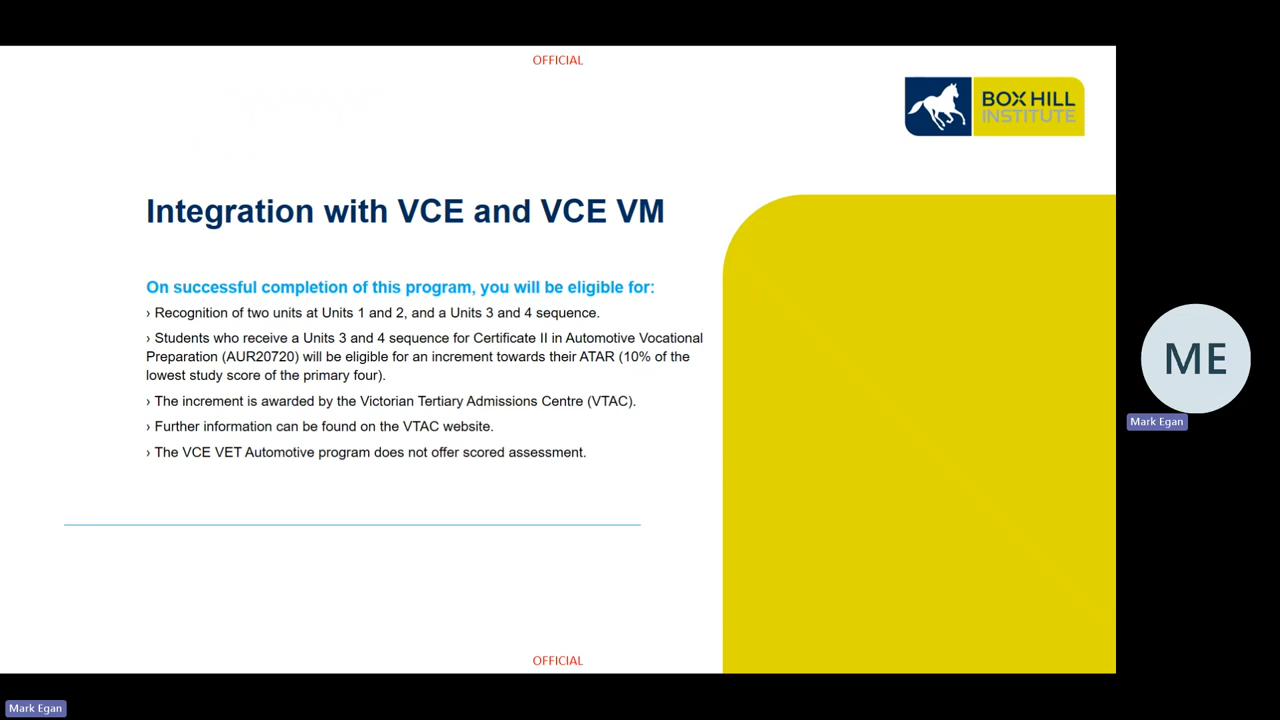 OFFICIAL
BOX HILL
INSTITUTE
Integration with VCE and VCE VM
On successful completion of this program, you will be eligible for:
› Recognition of two units at Units 1 and 2, and a Units 3 and 4 sequence.
› Students who receive a Units 3 and 4 sequence for Certificate II in Automotive Vocational
Preparation (AUR20720) will be eligible for an increment towards their ATAR (10% of the
lowest study score of the primary four).
› The increment is awarded by the Victorian Tertiary Admissions Centre (VTAC).
› Further information can be found on the VTAC website.
› The VCE VET Automotive program does not offer scored assessment.
ME
Mark Egan
OFFICIAL
Mark Egan